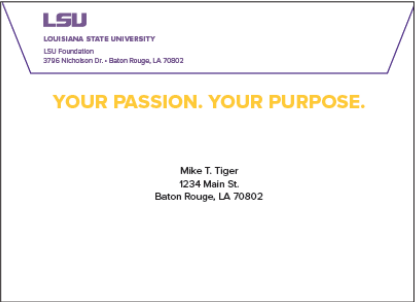 LSU
LOUISIANA STATE UNIVERSITY
LSU Foundation
3796 Nicholson Dr. • Baton Rouge, LA 70802
YOUR PASSION. YOUR PURPOSE.
Mike T. Tiger
1234 Main St.
Baton Rouge, LA 70802